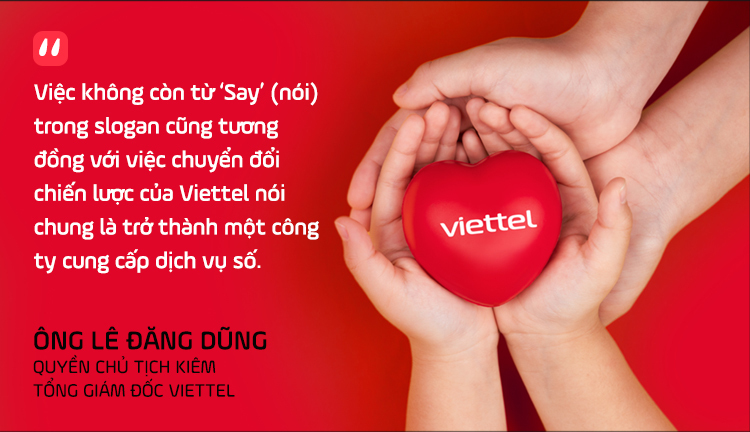 “
Việc không còn từ ‘Say’ (nói)
trong slogan cũng tương
đồng với việc chuyển đổi
chiến lược của Viettel nói
chung là trở thành một công
ty cung cấp dịch vụ số.
ÔNG LÊ ĐĂNG DŨNG
QUYỀN CHỦ TỊCH KIÊM
TỔNG GIÁM ĐỐC VIETTEL
viettel